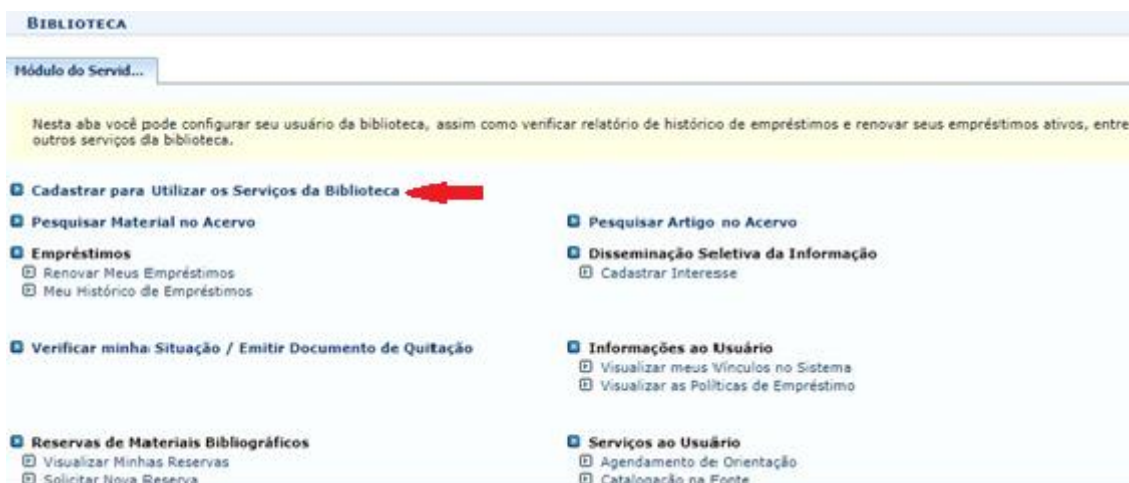 BIBLIOTECA
Módulo do Servid...
Nesta aba você pode configurar seu usuário da biblioteca, assim como verificar relatório de histórico de empréstimos e renovar seus empréstimos ativos, entre
outros serviços da biblioteca.
Cadastrar para Utilizar os Serviços da Biblioteca
Pesquisar Material no Acervo
Pesquisar Artigo no Acervo
Empréstimos
Renovar Meus Empréstimos
Meu Histórico de Empréstimos
Disseminação Seletiva da Informação
Cadastrar Interesse
Verificar minha Situação / Emitir Documento de Quitação
Informações ao Usuário
Visualizar meus Vínculos no Sistema
Visualizar as Políticas de Empréstimo
Reservas de Materiais Bibliográficos
Visualizar Minhas Reservas
Solicitar Nova Reserva
Serviços ao Usuário
Agendamento de Orientação
Catalogação na Fonte